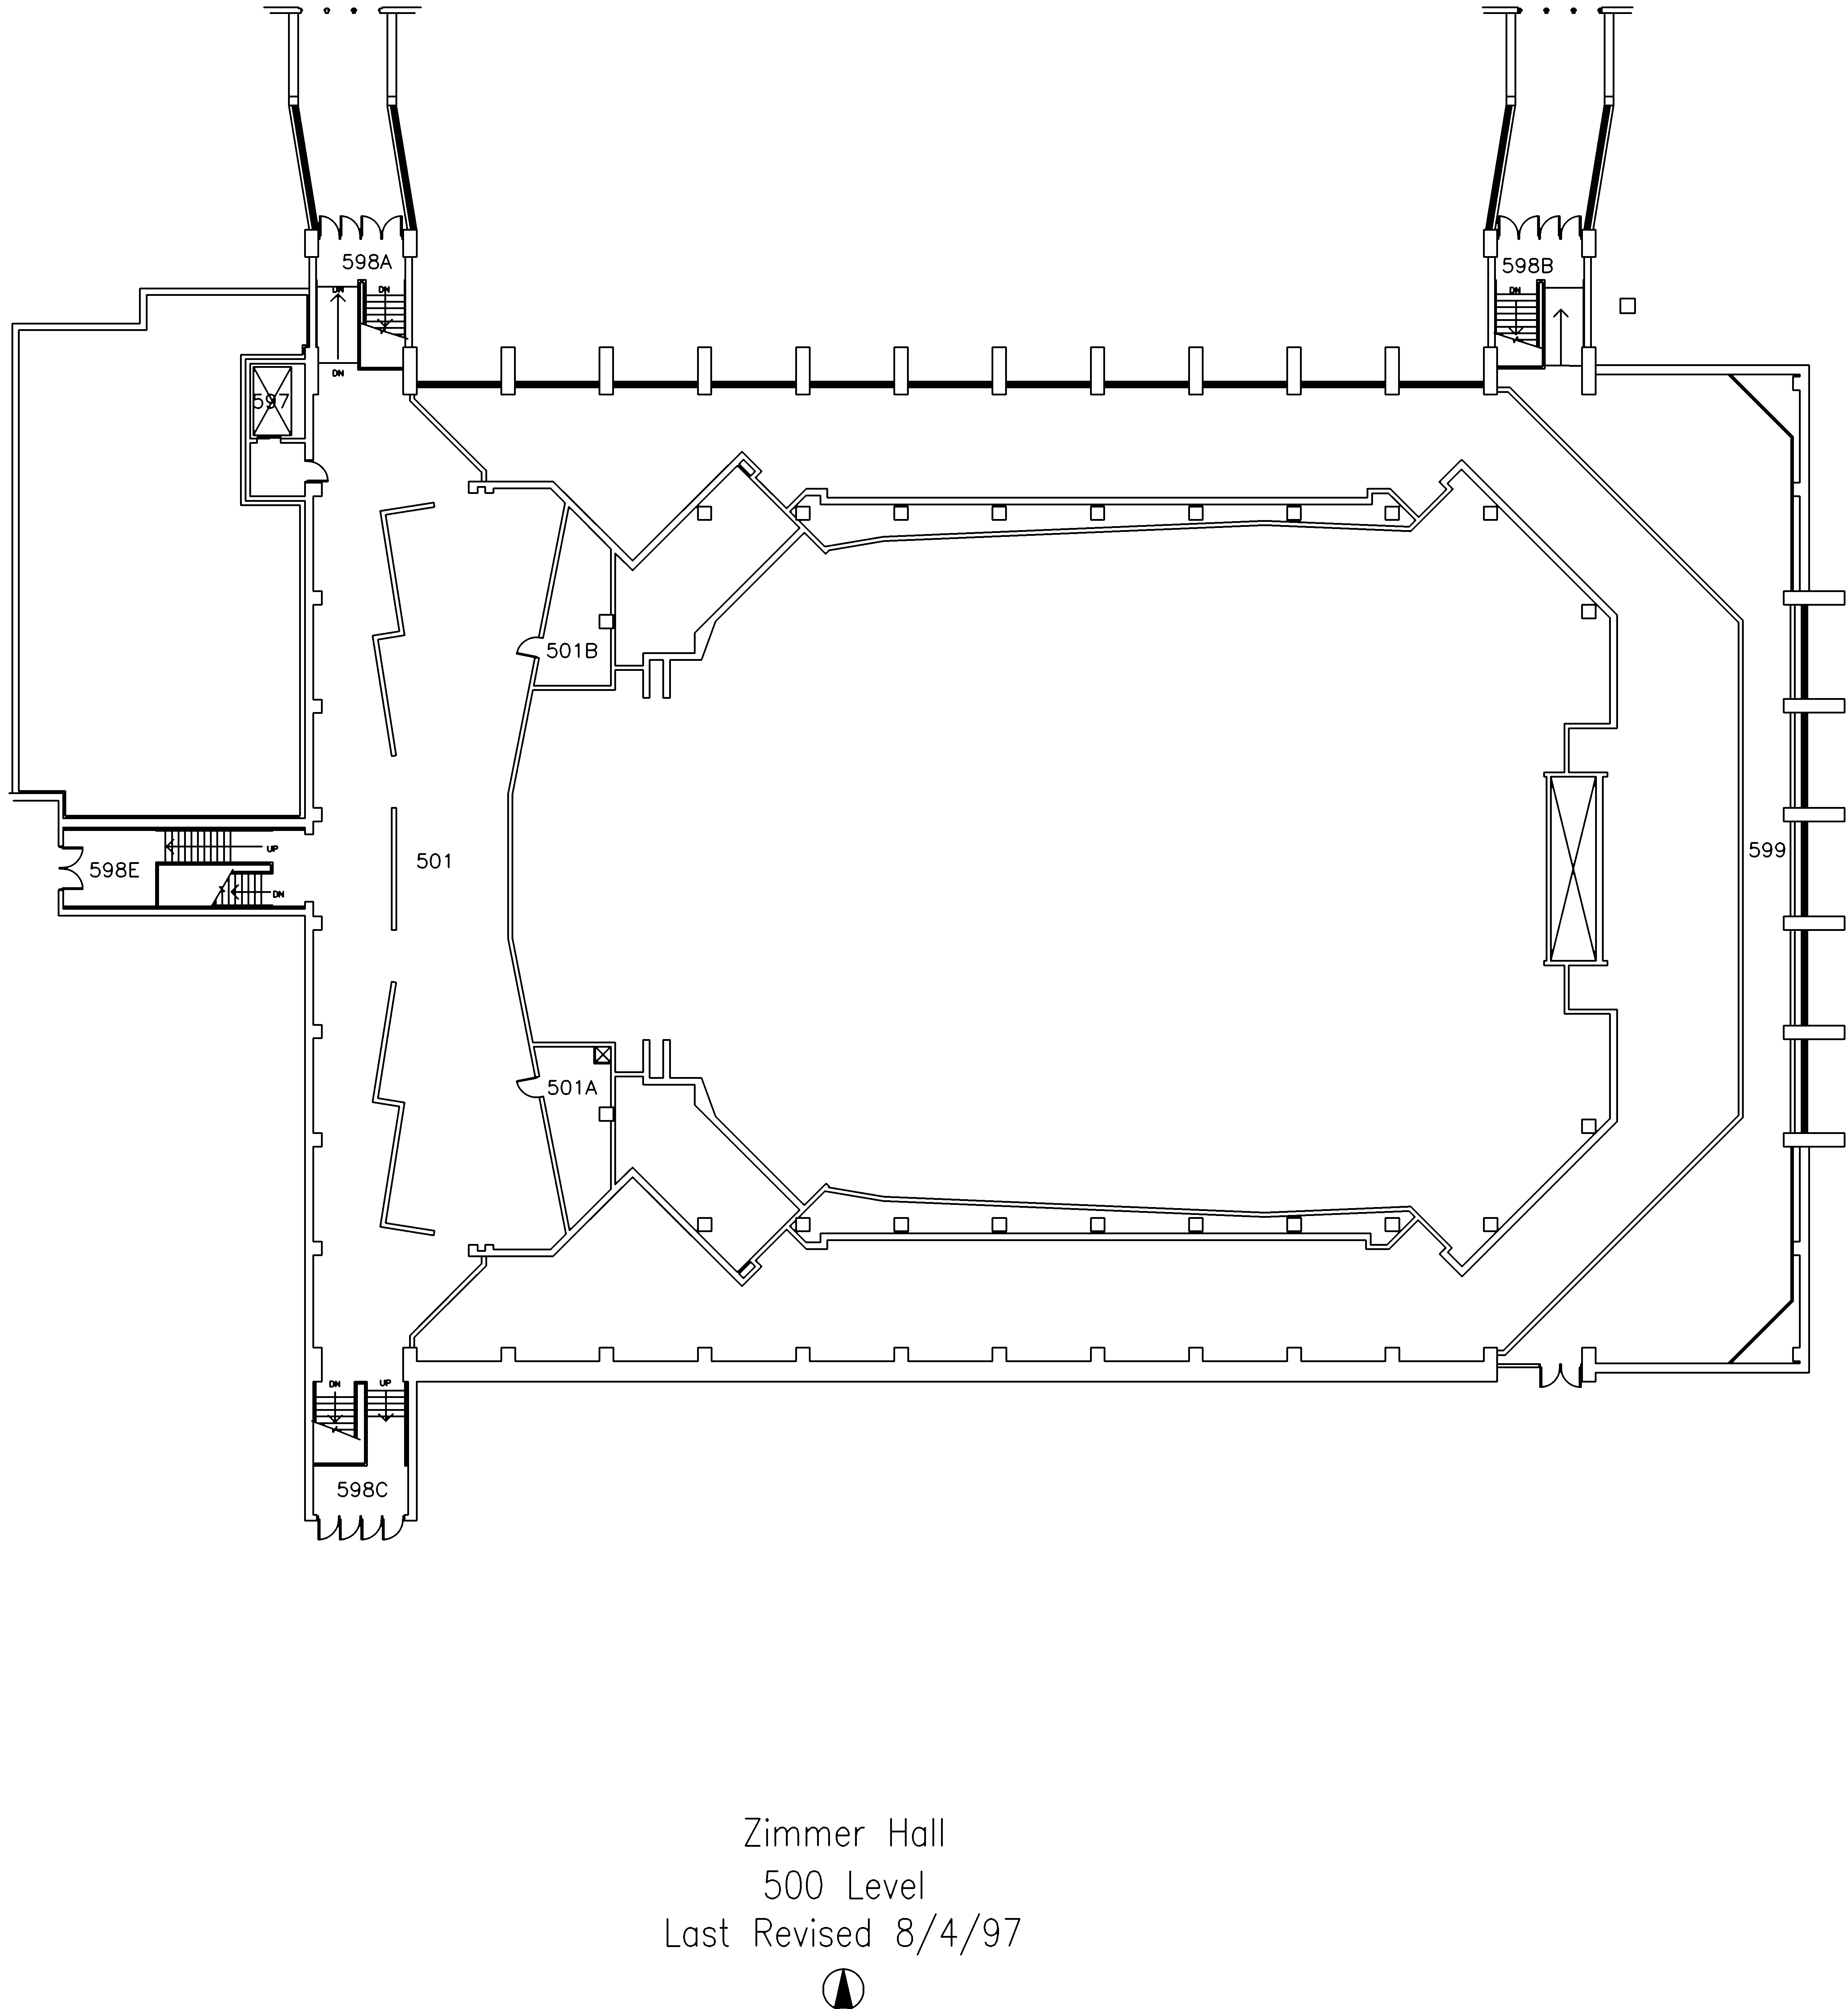 598A
598B
DN
DN
DN
DN
597
501B
501
599
UP
598E
DN
501A
DN
UP
598C
Zimmer Hall
500 Level
Last Revised 8/4/97